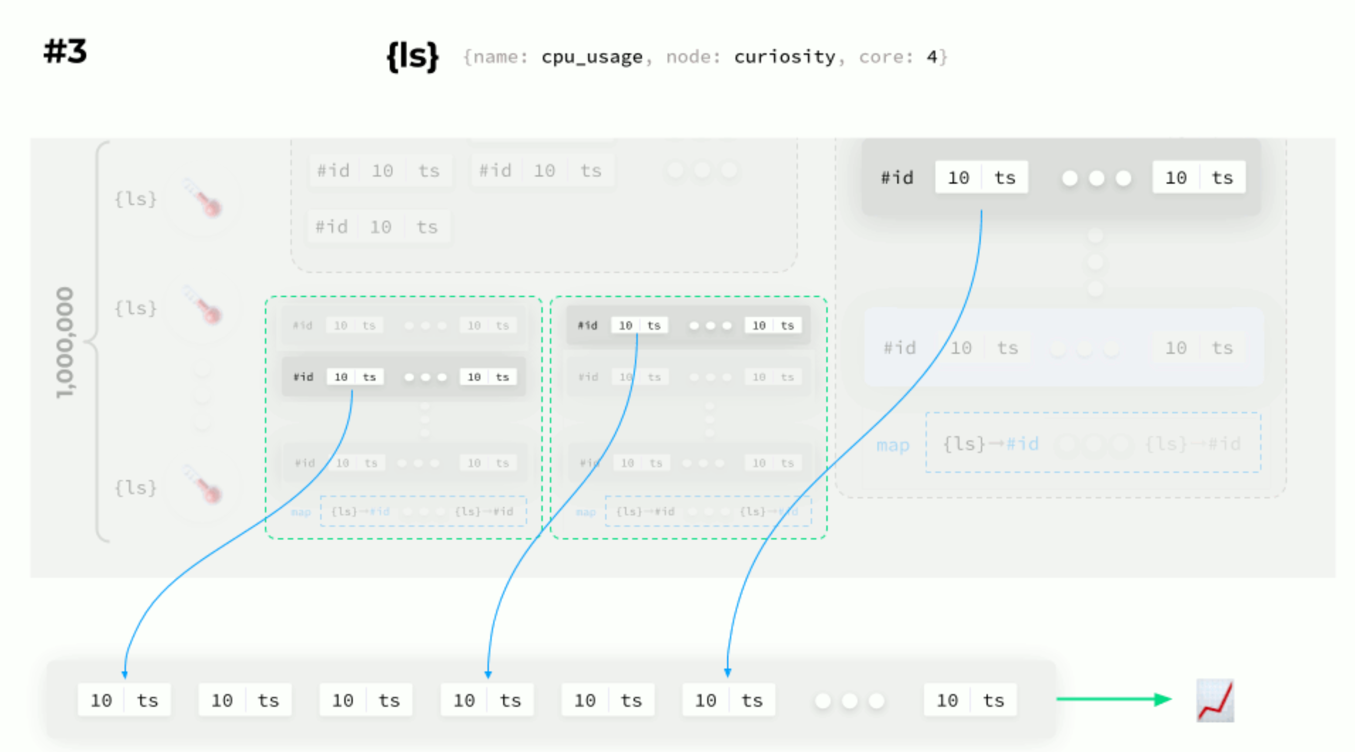 #3
{ls} {name: cpu_usage, node: curiosity, core: 4}
1,000,000
{ls}
{ls}
{ls}
#id 10 ts #id 10 ts
#id 10 ts
#id 10 ts 10 ts
#id 10 ts 10 ts
map {ls}→#id {ls}→#id
#id 10 ts 10 ts
#id 10 ts 10 ts
#id 10 ts 10 ts
map {ls}→#id {ls}→#id
#id 10 ts 10 ts
#id 10 ts 10 ts
#id 10 ts 10 ts
map {ls}→#id {ls}→#id
10 ts 10 ts 10 ts 10 ts 10 ts 10 ts 10 ts